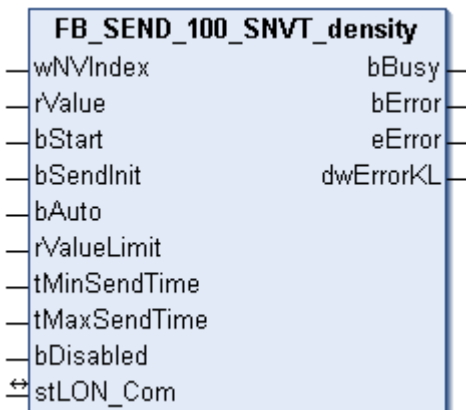 FB_SEND_100_SNVT_density
wNVIndex bBusy
rValue bError
bStart eError
bSendInit dwErrorKL
bAuto
rValueLimit
tMinSendTime
tMaxSendTime
bDisabled
stLON_Com